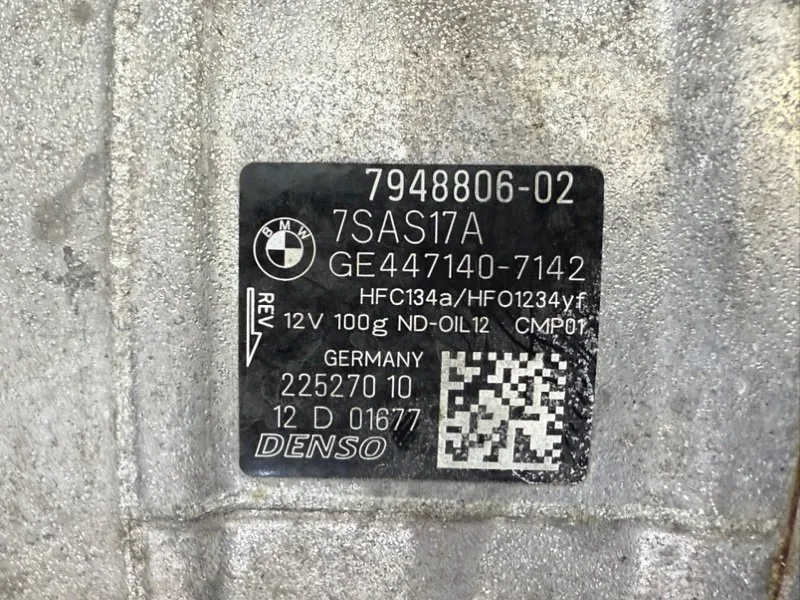 7948806-02
BMW
7SAS17A
GE447140-7142
HFC134a/HFO1234yf
REV
12V 100g ND-OIL12 CMP01
GERMANY
225270 10
12 D 01677
DENSO